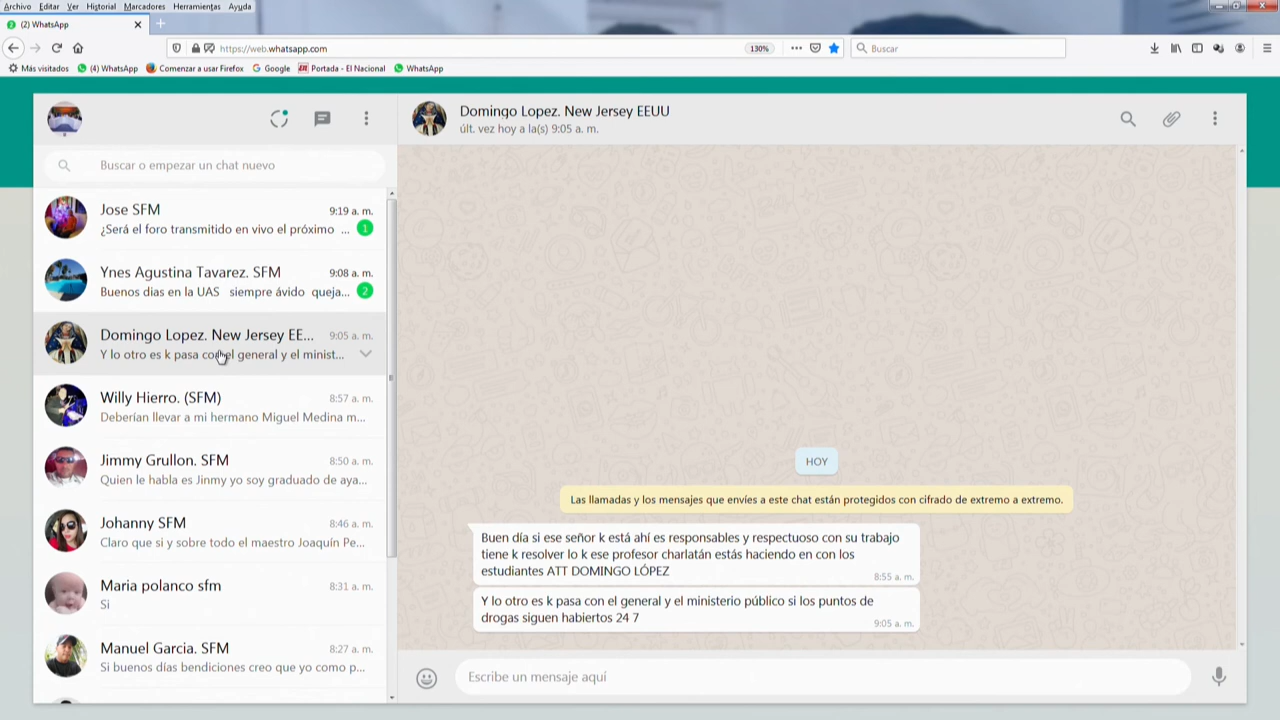 Archivo Editar Ver Historial Marcadores Herramientas Ayuda
(2) WhatsApp
https://web.whatsapp.com
130%
Buscar
Más visitados
(4) WhatsApp
Comenzar a usar Firefox
Google
Portada - El Nacional
WhatsApp
Buscar o empezar un chat nuevo
Jose SFM
9:19 a. m.
¿Será el foro transmitido en vivo el próximo ...
1
Ynes Agustina Tavarez. SFM
9:08 a. m.
Buenos dias en la UAS siempre ávido queja...
2
Domingo Lopez. New Jersey EE...
9:05 a. m.
Y lo otro es k pasa con el general y el minist...
Willy Hierro. (SFM)
8:57 a. m.
Deberían llevar a mi hermano Miguel Medina m...
Jimmy Grullon. SFM
8:50 a. m.
Quien le habla es Jinmy yo soy graduado de aya...
Johanny SFM
8:46 a. m.
Claro que si y sobre todo el maestro Joaquín Pe...
Maria polanco sfm
8:31 a. m.
Si
Manuel Garcia. SFM
8:27 a. m.
Si buenos días bendiciones creo que yo como p...
Domingo Lopez. New Jersey EEUU
últ. vez hoy a la(s) 9:05 a. m.
HOY
Las llamadas y los mensajes que envíes a este chat están protegidos con cifrado de extremo a extremo.
Buen día si ese señor k está ahí es responsables y respectuoso con su trabajo
tiene k resolver lo k ese profesor charlatán estás haciendo en con los
estudiantes ATT DOMINGO LÓPEZ
8:55 a. m.
Y lo otro es k pasa con el general y el ministerio público si los puntos de
drogas siguen habiertos 24 7
9:05 a. m.
Escribe un mensaje aquí